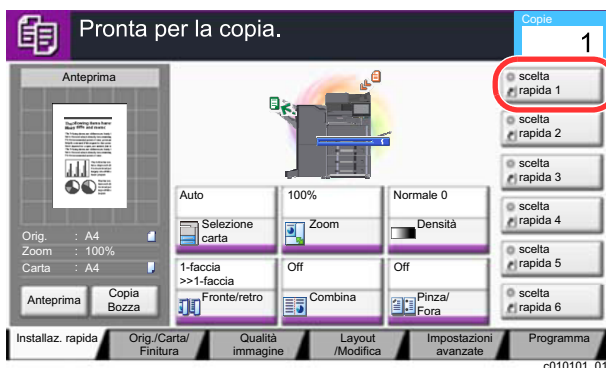 Pronta per la copia.
Copie
1
Anteprima
Orig. : A4
Zoom : 100%
Carta : A4
Anteprima
Copia
Bozza
Auto
Selezione
carta
100%
Zoom
Normale 0
Densità
1-faccia
>>1-faccia
Fronte/retro
Off
Combina
Off
Pinza/
Fora
scelta
rapida 1
scelta
rapida 2
scelta
rapida 3
scelta
rapida 4
scelta
rapida 5
scelta
rapida 6
Installaz. rapida
Orig./Carta/
Finitura
Qualità
immagine
Layout
/Modifica
Impostazioni
avanzate
Programma
c010101_01